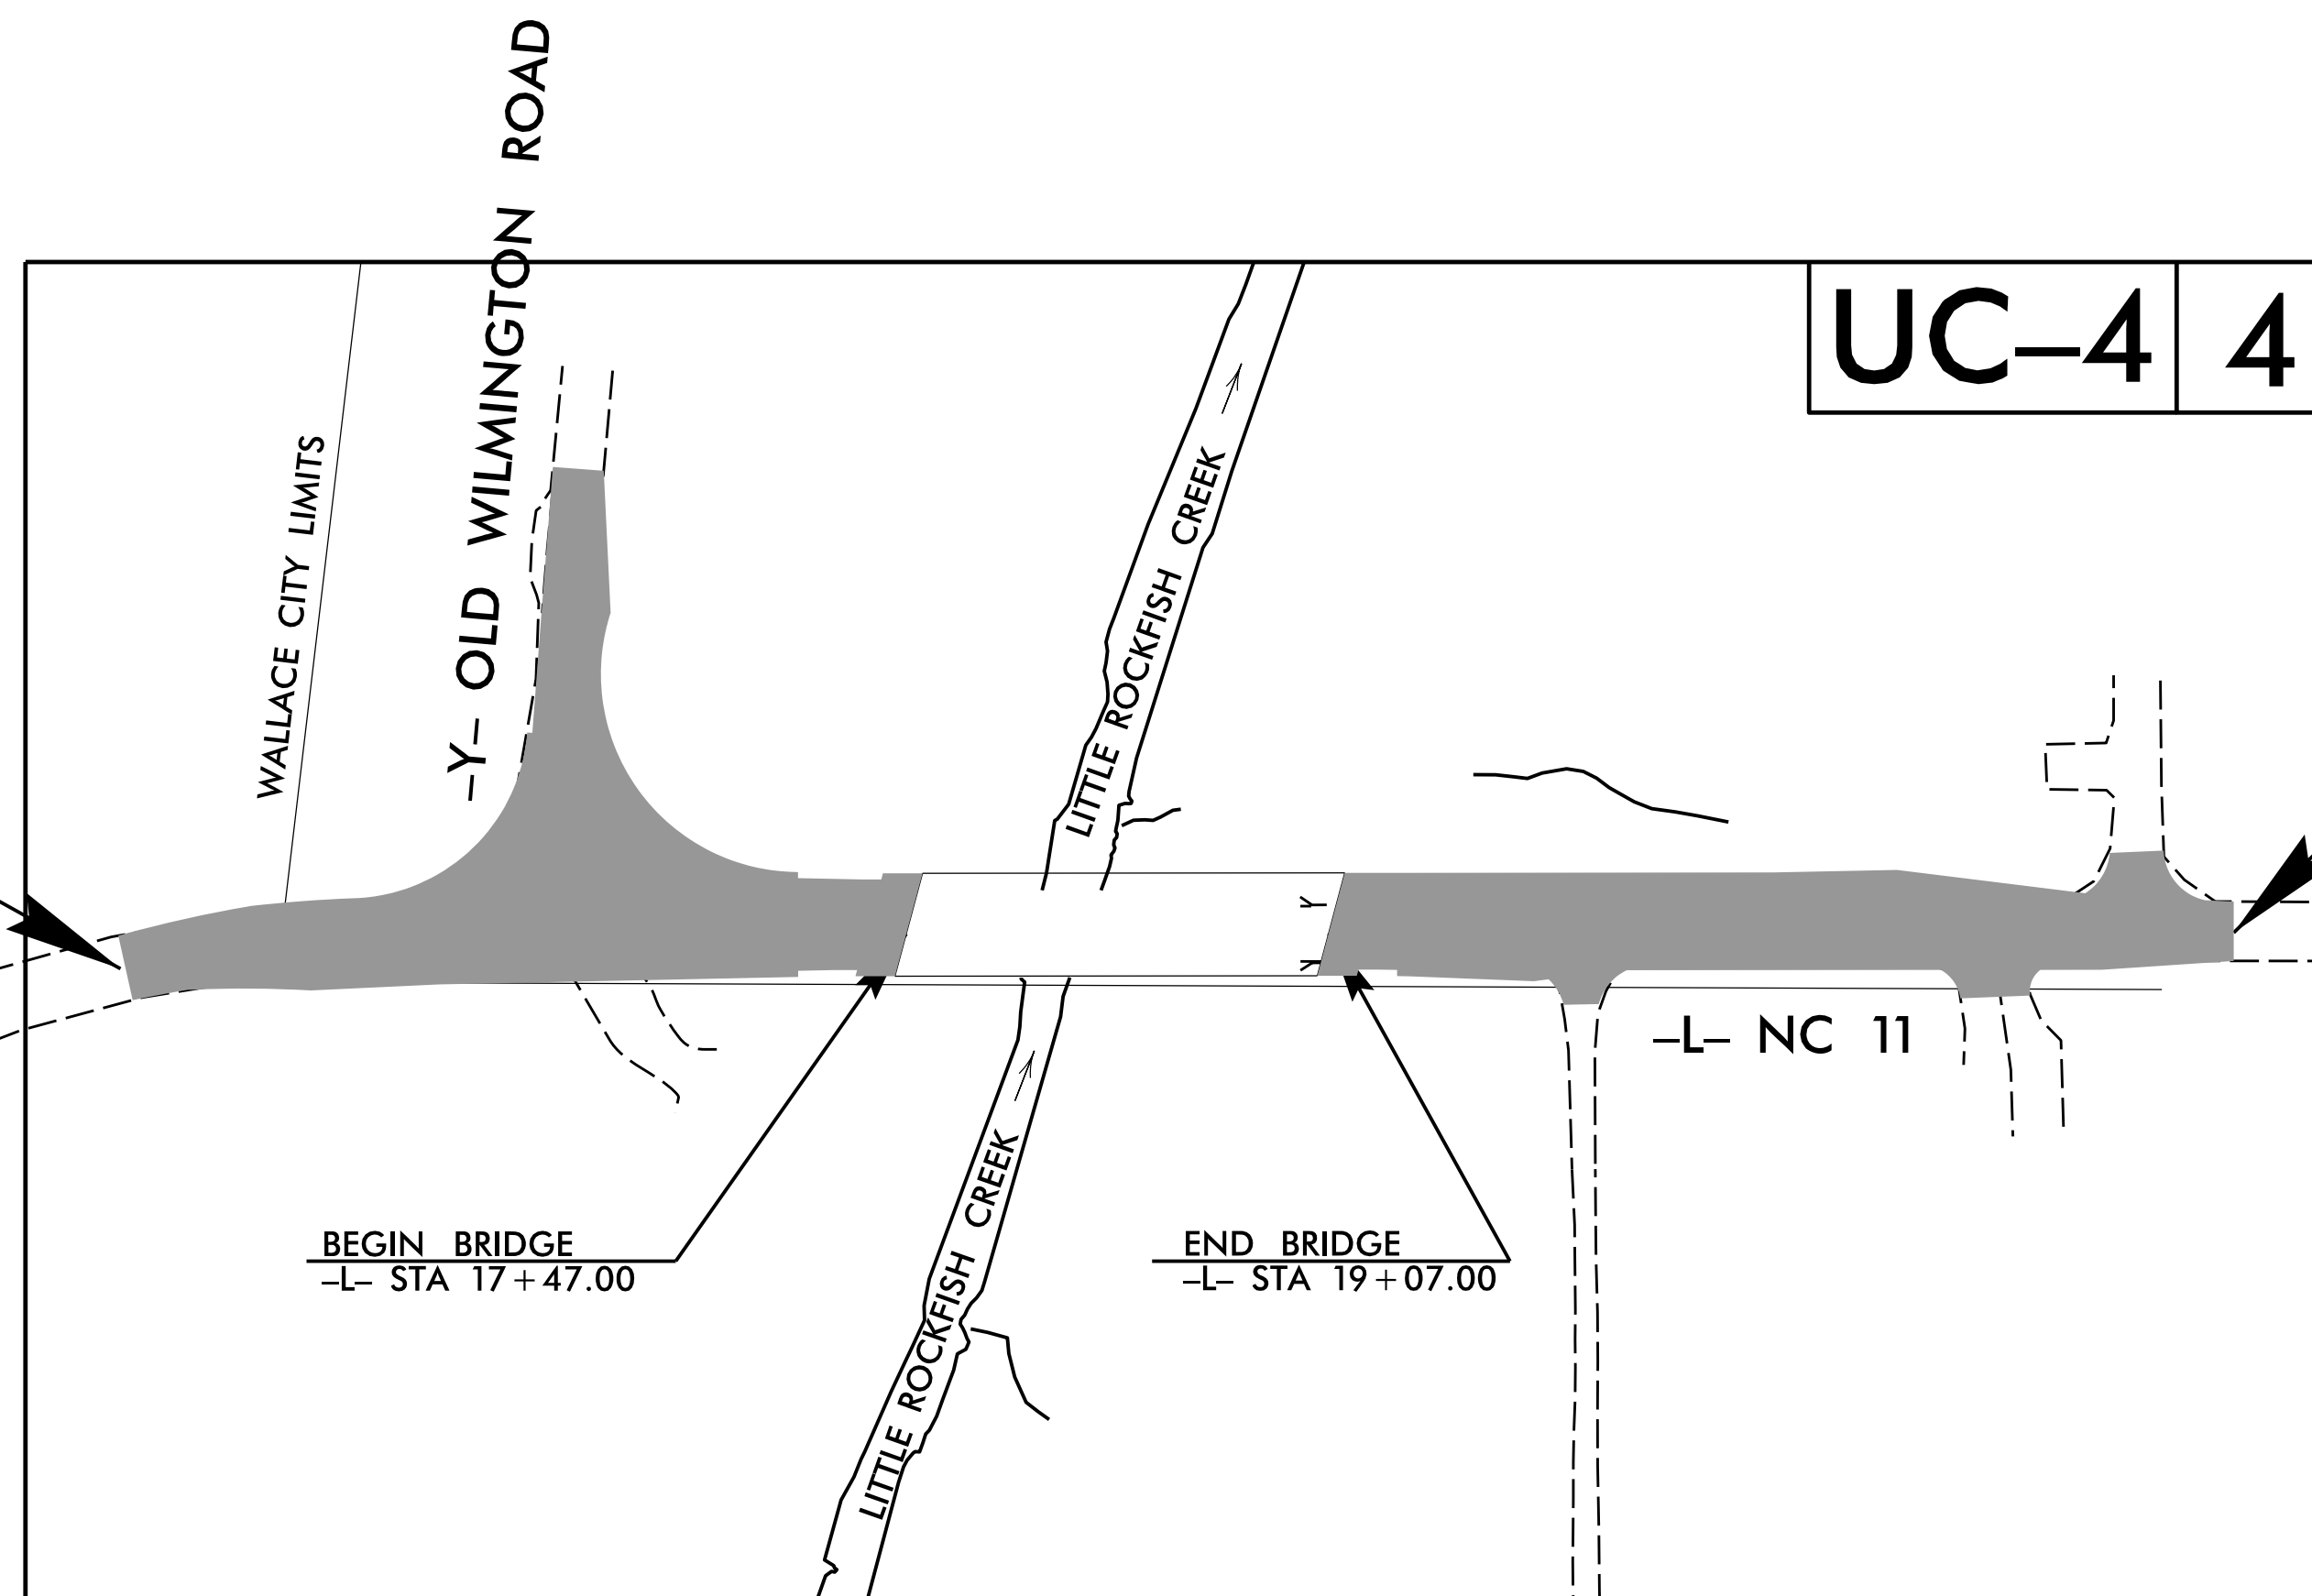 UC-4 4
-Y- OLD WILMINGTON ROAD
WALLACE CITY LIMITS
LITTLE ROCKFISH CREEK
-L- NC 11
BEGIN BRIDGE
-L- STA 17+47.00
END BRIDGE
-L- STA 19+07.00
LITTLE ROCKFISH CREEK